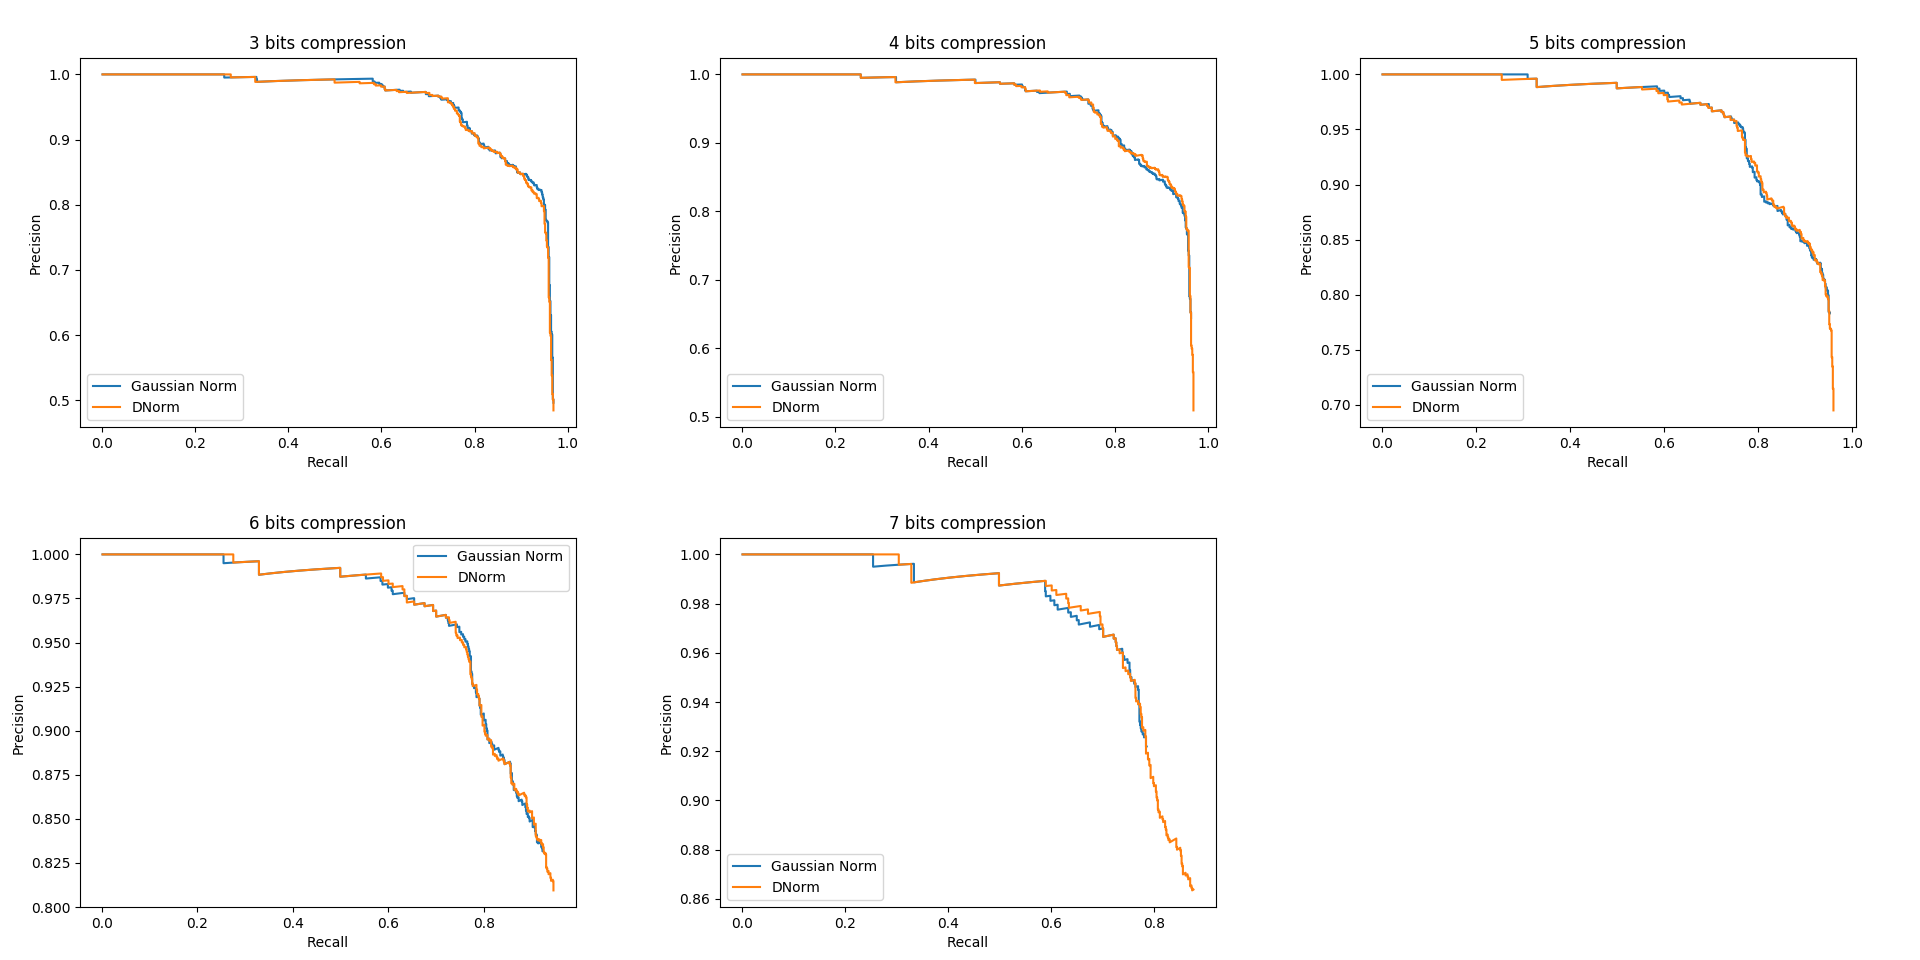 3 bits compression
1.0
0.9
0.8
0.7
0.6
0.5
Precision
Gaussian Norm
DNorm
0.0 0.2 0.4 0.6 0.8 1.0
Recall
4 bits compression
1.0
0.9
0.8
0.7
0.6
0.5
Precision
Gaussian Norm
DNorm
0.0 0.2 0.4 0.6 0.8 1.0
Recall
5 bits compression
1.00
0.95
0.90
0.85
0.80
0.75
0.70
Precision
Gaussian Norm
DNorm
0.0 0.2 0.4 0.6 0.8 1.0
Recall
6 bits compression
1.000
0.975
0.950
0.925
0.900
0.875
0.850
0.825
0.800
Precision
Gaussian Norm
DNorm
0.0 0.2 0.4 0.6 0.8
Recall
7 bits compression
1.00
0.98
0.96
0.94
0.92
0.90
0.88
0.86
Precision
Gaussian Norm
DNorm
0.0 0.2 0.4 0.6 0.8
Recall